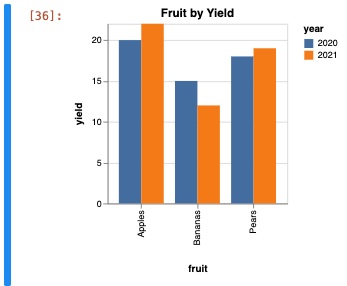 [36]:
Fruit by Yield
year
2020
2021
yield
20
15
10
5
0
Apples
Bananas
Pears
fruit